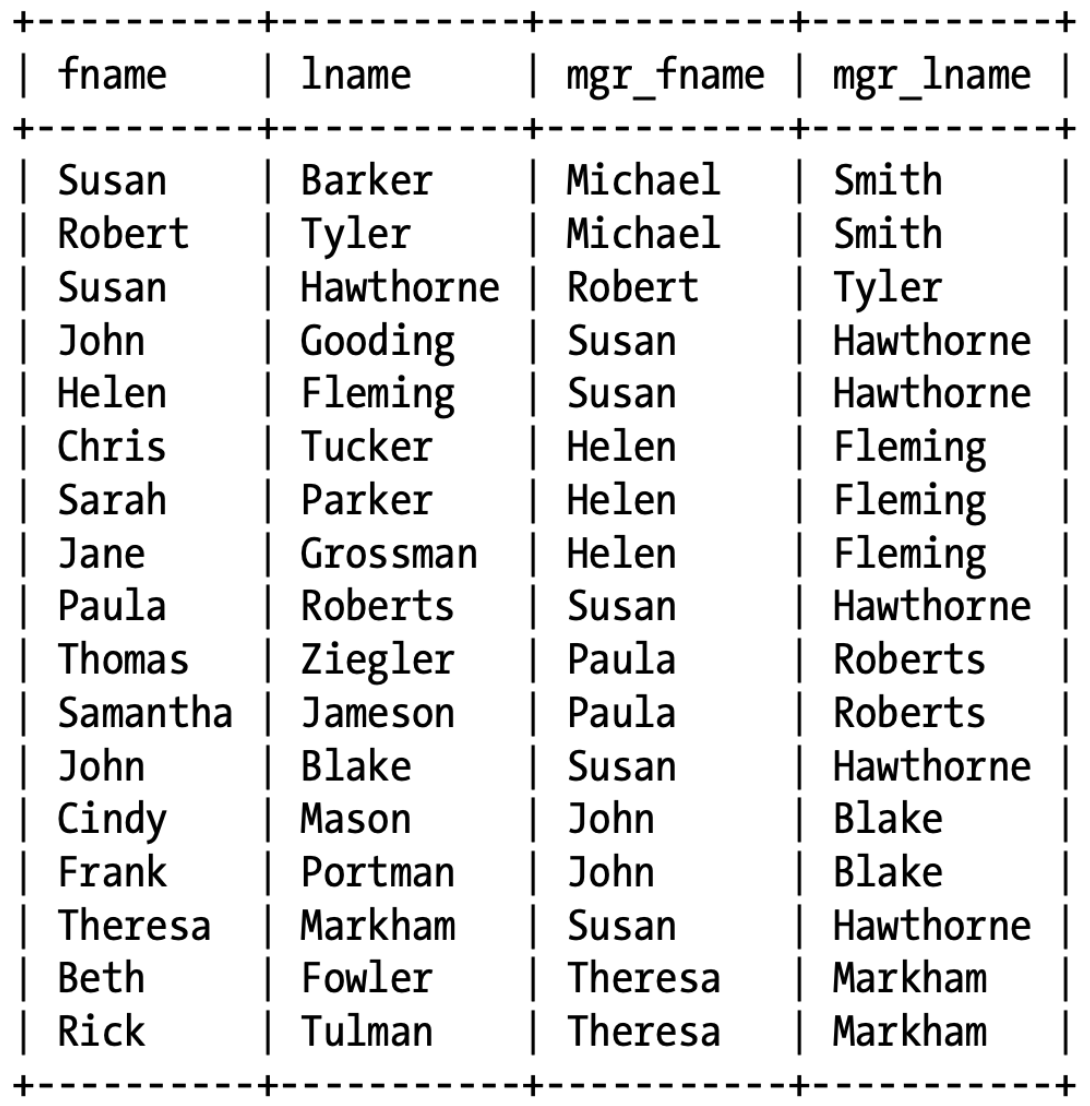 +----------+-----------+-----------+-----------+
| fname    | lname     | mgr_fname | mgr_lname |
+----------+-----------+-----------+-----------+
| Susan    | Barker    | Michael   | Smith     |
| Robert   | Tyler     | Michael   | Smith     |
| Susan    | Hawthorne | Robert    | Tyler     |
| John     | Gooding   | Susan     | Hawthorne |
| Helen    | Fleming   | Susan     | Hawthorne |
| Chris    | Tucker    | Helen     | Fleming   |
| Sarah    | Parker    | Helen     | Fleming   |
| Jane     | Grossman  | Helen     | Fleming   |
| Paula    | Roberts   | Susan     | Hawthorne |
| Thomas   | Ziegler   | Paula     | Roberts   |
| Samantha | Jameson   | Paula     | Roberts   |
| John     | Blake     | Susan     | Hawthorne |
| Cindy    | Mason     | John      | Blake     |
| Frank    | Portman   | John      | Blake     |
| Theresa  | Markham   | Susan     | Hawthorne |
| Beth     | Fowler    | Theresa   | Markham   |
| Rick     | Tulman    | Theresa   | Markham   |
+----------+-----------+-----------+-----------+